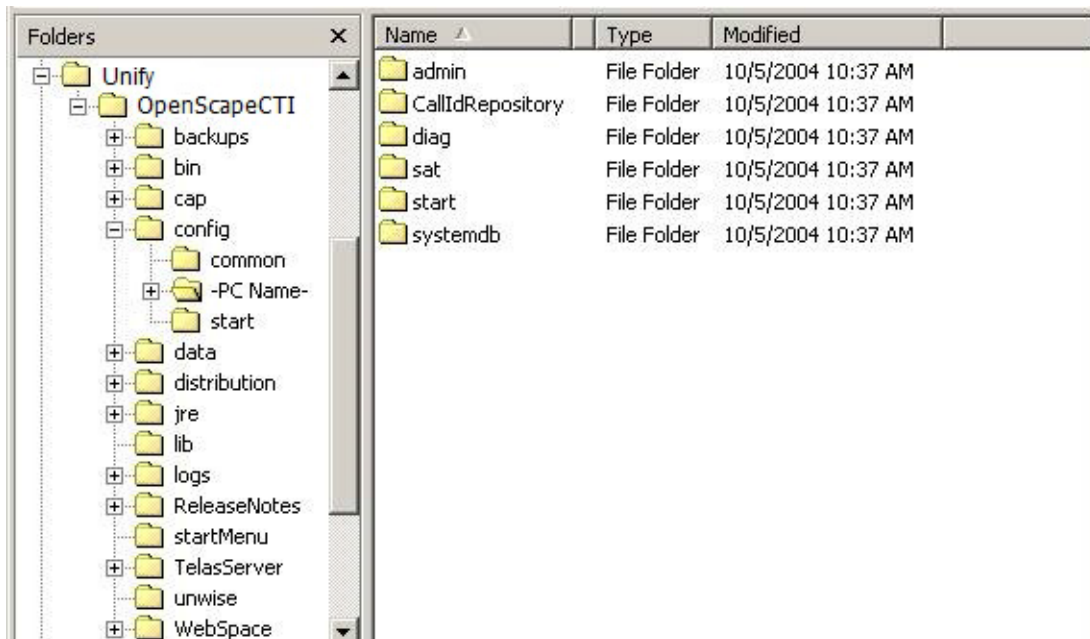 Folders
Unify
OpenScapeCTI
backups
bin
cap
config
common
-PC Name-
start
data
distribution
jre
lib
logs
ReleaseNotes
startMenu
TelasServer
unwise
WebSpace
Name Type Modified
admin File Folder 10/5/2004 10:37 AM
CallIdRepository File Folder 10/5/2004 10:37 AM
diag File Folder 10/5/2004 10:37 AM
sat File Folder 10/5/2004 10:37 AM
start File Folder 10/5/2004 10:37 AM
systemdb File Folder 10/5/2004 10:37 AM